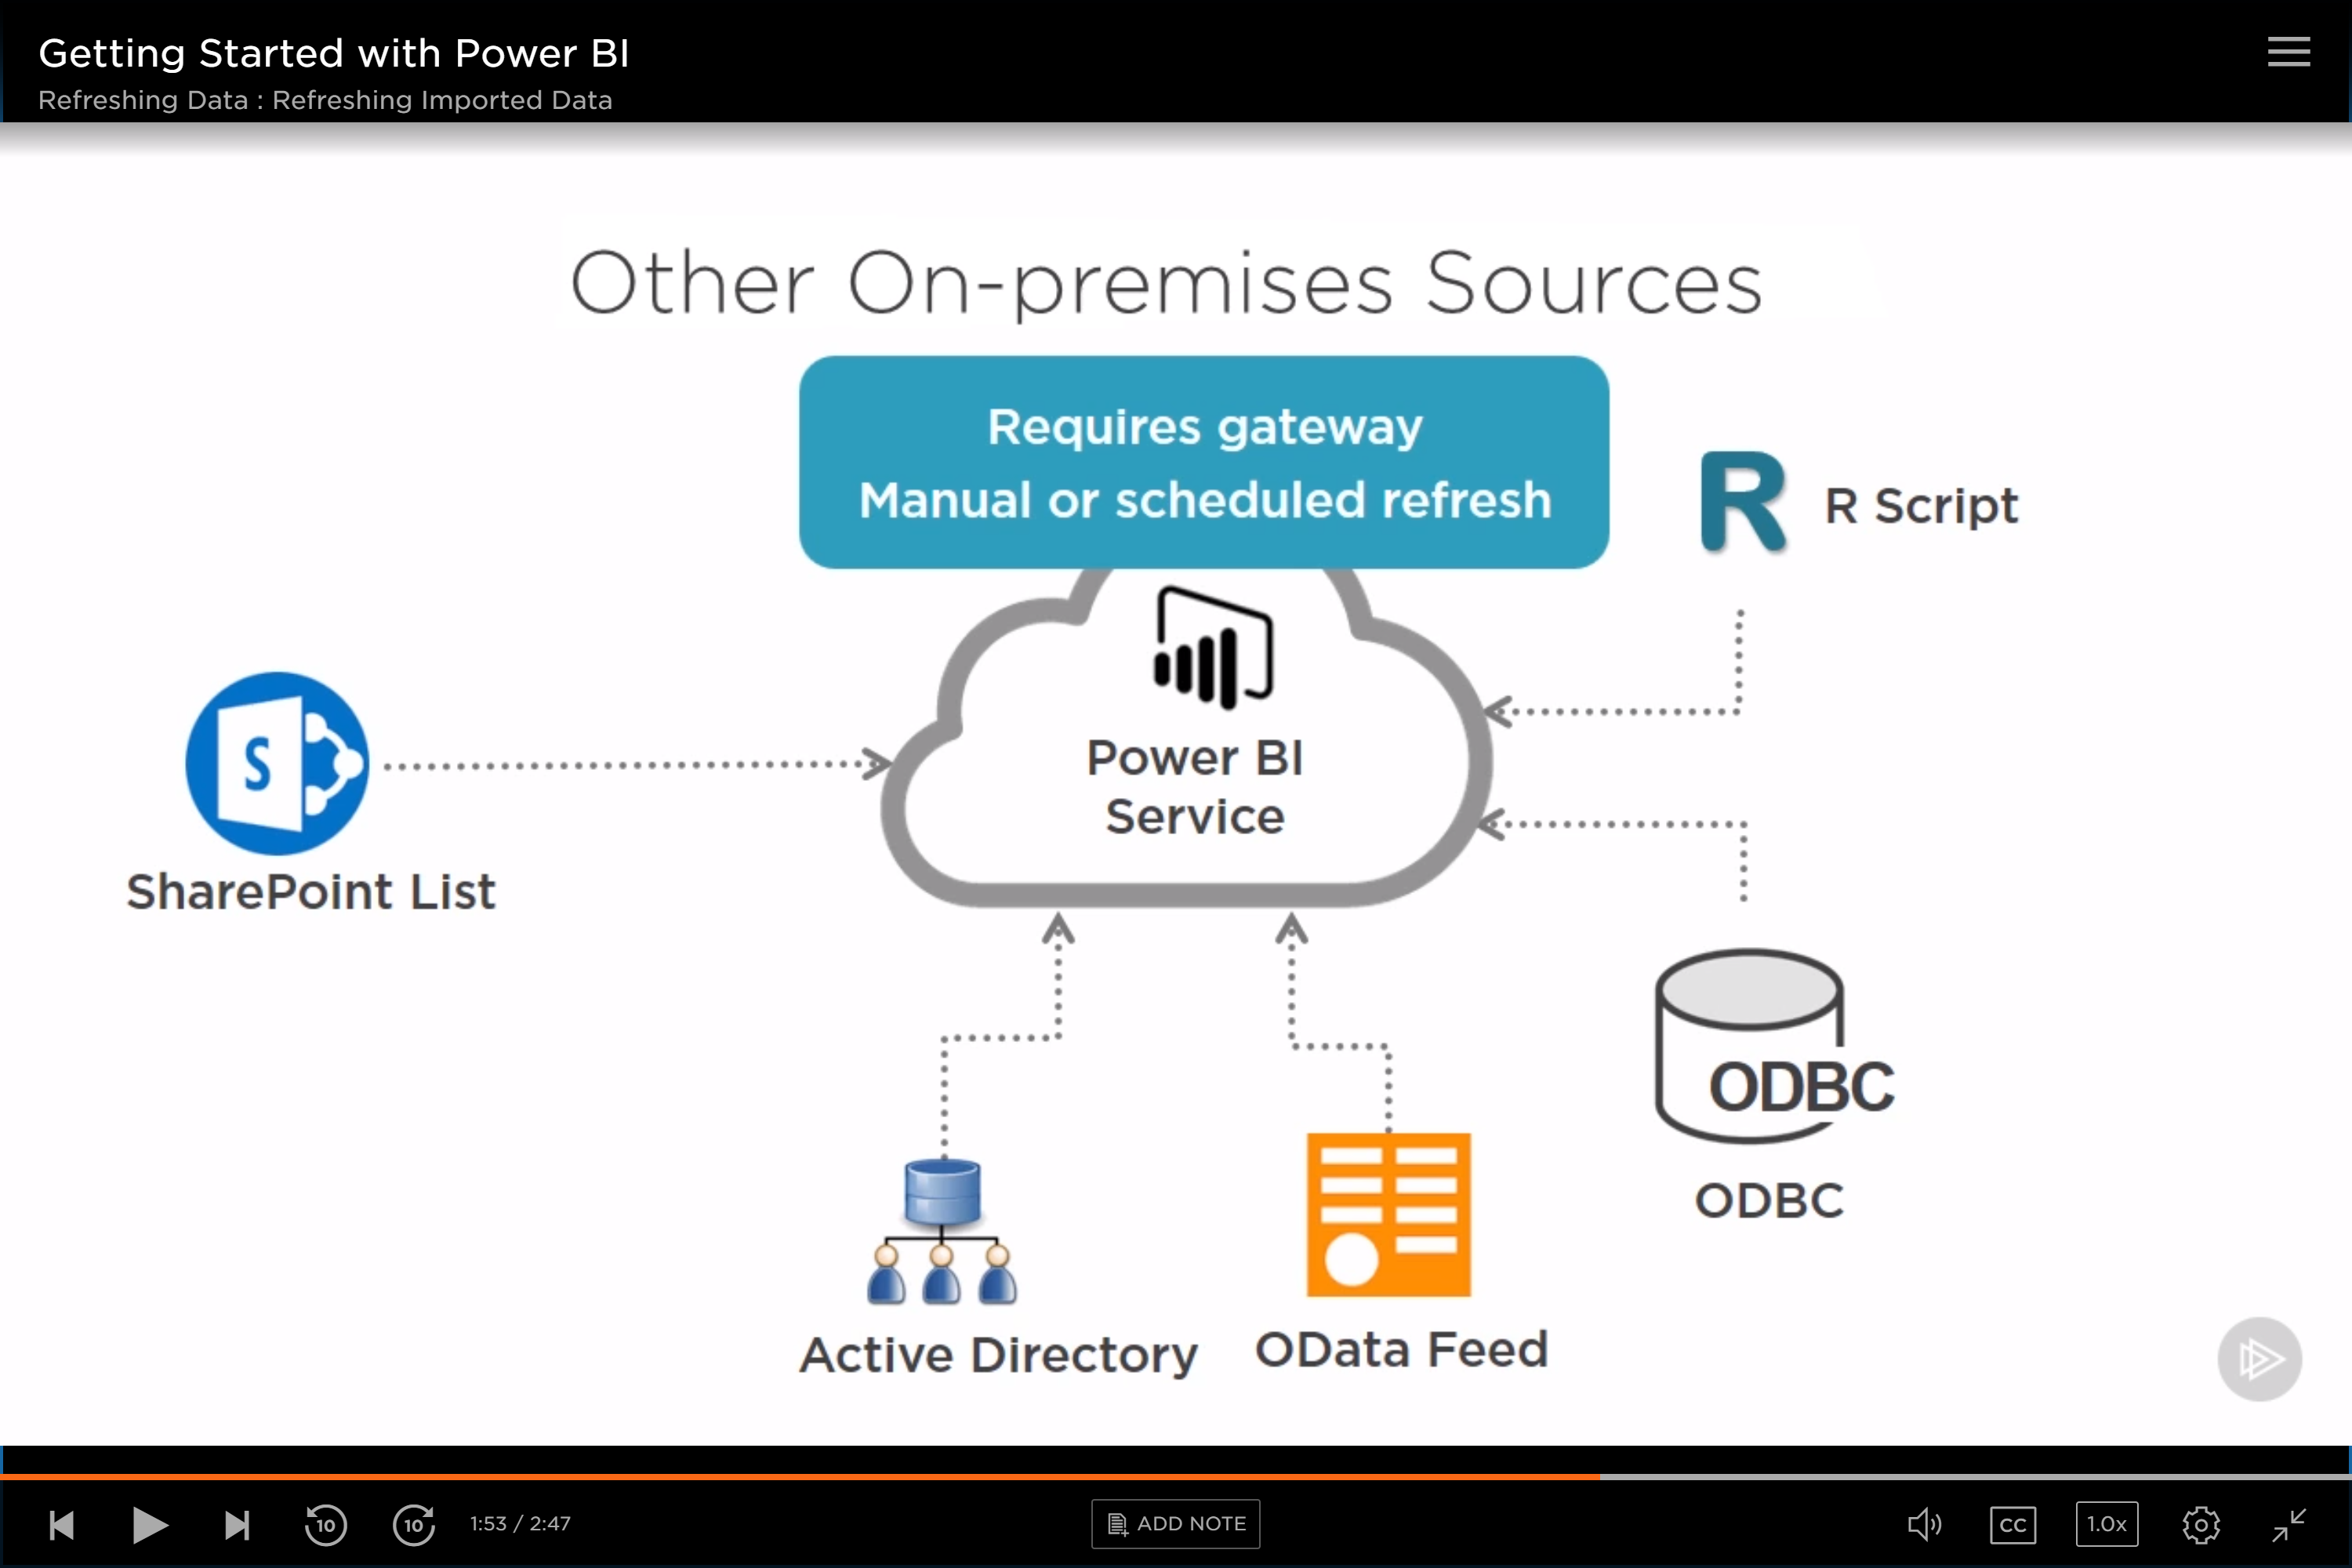 Getting Started with Power BI
Refreshing Data : Refreshing Imported Data
Other On-premises Sources
Requires gateway
Manual or scheduled refresh
R
R Script
Power BI
Service
S
SharePoint List
ODBC
ODBC
Active Directory
OData Feed
10
10
1:53 / 2:47
ADD NOTE
CC
1.0x